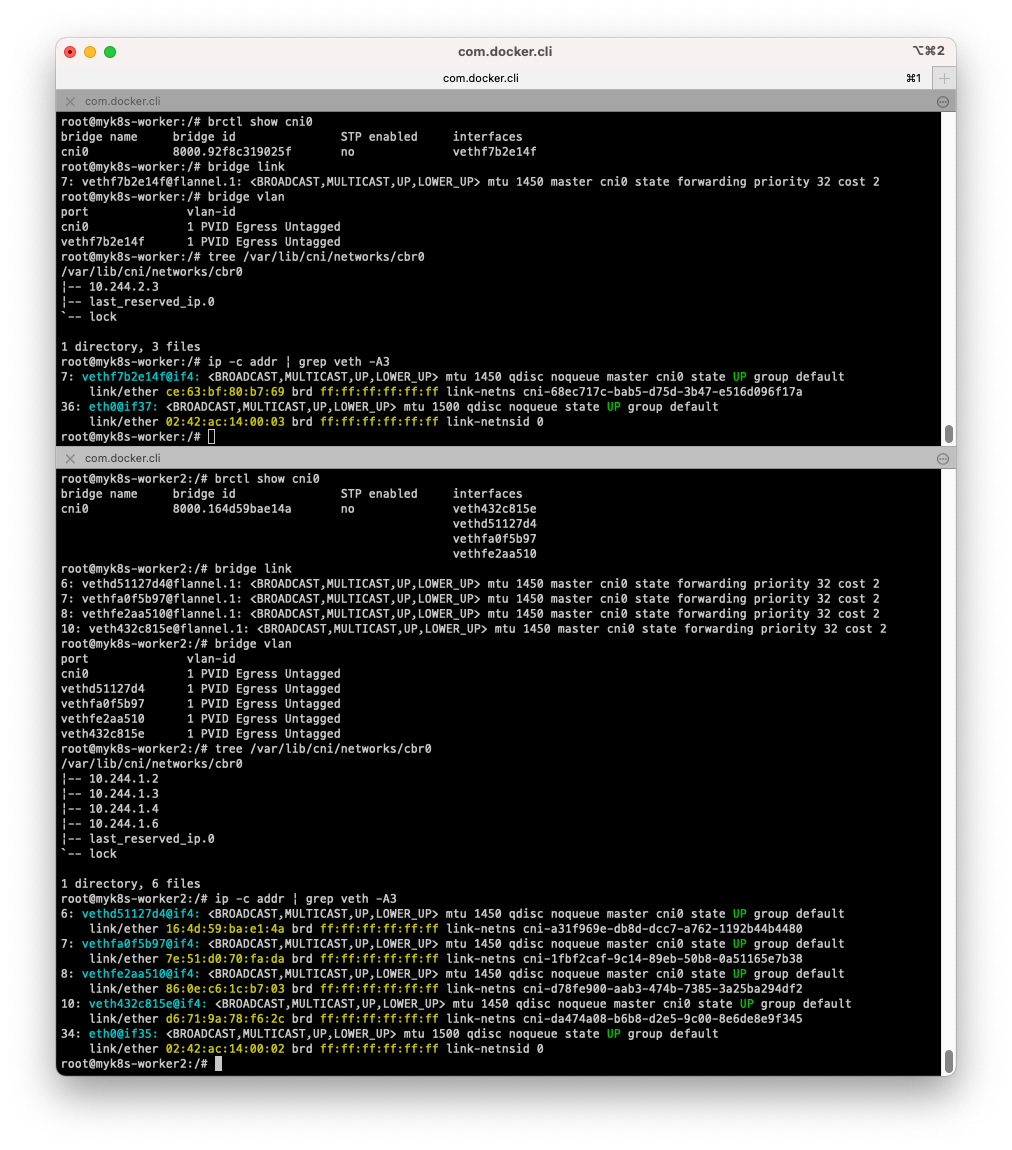 com.docker.cli
⌥⌘2
com.docker.cli
⌘1
com.docker.cli
root@myk8s-worker:/# brctl show cni0
bridge name     bridge id               STP enabled     interfaces
cni0            8000.92f8c319025f       no              vethf7b2e14f
root@myk8s-worker:/# bridge link
7: vethf7b2e14f@flannel.1: <BROADCAST,MULTICAST,UP,LOWER_UP> mtu 1450 master cni0 state forwarding priority 32 cost 2
root@myk8s-worker:/# bridge vlan
port              vlan-id
cni0              1 PVID Egress Untagged
vethf7b2e14f      1 PVID Egress Untagged
root@myk8s-worker:/# tree /var/lib/cni/networks/cbr0
/var/lib/cni/networks/cbr0
|-- 10.244.2.3
|-- last_reserved_ip.0
`-- lock
1 directory, 3 files
root@myk8s-worker:/# ip -c addr | grep veth -A3
7: vethf7b2e14f@if4: <BROADCAST,MULTICAST,UP,LOWER_UP> mtu 1450 qdisc noqueue master cni0 state UP group default
    link/ether ce:63:bf:80:b7:69 brd ff:ff:ff:ff:ff:ff link-netns cni-68ec717c-bab5-d75d-3b47-e516d096f17a
36: eth0@if37: <BROADCAST,MULTICAST,UP,LOWER_UP> mtu 1500 qdisc noqueue state UP group default
    link/ether 02:42:ac:14:00:03 brd ff:ff:ff:ff:ff:ff link-netnsid 0
root@myk8s-worker:/#
com.docker.cli
root@myk8s-worker2:/# brctl show cni0
bridge name     bridge id               STP enabled     interfaces
cni0            8000.164d59bae14a       no              veth432c815e
                                                        vethd51127d4
                                                        vethfa0f5b97
                                                        vethfe2aa510
root@myk8s-worker2:/# bridge link
6: vethd51127d4@flannel.1: <BROADCAST,MULTICAST,UP,LOWER_UP> mtu 1450 master cni0 state forwarding priority 32 cost 2
7: vethfa0f5b97@flannel.1: <BROADCAST,MULTICAST,UP,LOWER_UP> mtu 1450 master cni0 state forwarding priority 32 cost 2
8: vethfe2aa510@flannel.1: <BROADCAST,MULTICAST,UP,LOWER_UP> mtu 1450 master cni0 state forwarding priority 32 cost 2
10: veth432c815e@flannel.1: <BROADCAST,MULTICAST,UP,LOWER_UP> mtu 1450 master cni0 state forwarding priority 32 cost 2
root@myk8s-worker2:/# bridge vlan
port              vlan-id
cni0              1 PVID Egress Untagged
vethd51127d4      1 PVID Egress Untagged
vethfa0f5b97      1 PVID Egress Untagged
vethfe2aa510      1 PVID Egress Untagged
veth432c815e      1 PVID Egress Untagged
root@myk8s-worker2:/# tree /var/lib/cni/networks/cbr0
/var/lib/cni/networks/cbr0
|-- 10.244.1.2
|-- 10.244.1.3
|-- 10.244.1.4
|-- 10.244.1.6
|-- last_reserved_ip.0
`-- lock
1 directory, 6 files
root@myk8s-worker2:/# ip -c addr | grep veth -A3
6: vethd51127d4@if4: <BROADCAST,MULTICAST,UP,LOWER_UP> mtu 1450 qdisc noqueue master cni0 state UP group default
    link/ether 16:4d:59:ba:e1:4a brd ff:ff:ff:ff:ff:ff link-netns cni-a31f969e-db8d-dcc7-a762-1192b44b4480
7: vethfa0f5b97@if4: <BROADCAST,MULTICAST,UP,LOWER_UP> mtu 1450 qdisc noqueue master cni0 state UP group default
    link/ether 7e:51:d0:70:fa:da brd ff:ff:ff:ff:ff:ff link-netns cni-1fbf2caf-9c14-89eb-50b8-0a51165e7b38
8: vethfe2aa510@if4: <BROADCAST,MULTICAST,UP,LOWER_UP> mtu 1450 qdisc noqueue master cni0 state UP group default
    link/ether 86:0e:c6:1c:b7:03 brd ff:ff:ff:ff:ff:ff link-netns cni-d78fe900-aab3-474b-7385-3a25ba294df2
10: veth432c815e@if4: <BROADCAST,MULTICAST,UP,LOWER_UP> mtu 1450 qdisc noqueue master cni0 state UP group default
    link/ether d6:71:9a:78:f6:2c brd ff:ff:ff:ff:ff:ff link-netns cni-da474a08-b6b8-d2e5-9c00-8e6de8e9f345
34: eth0@if35: <BROADCAST,MULTICAST,UP,LOWER_UP> mtu 1500 qdisc noqueue state UP group default
    link/ether 02:42:ac:14:00:02 brd ff:ff:ff:ff:ff:ff link-netnsid 0
root@myk8s-worker2:/#